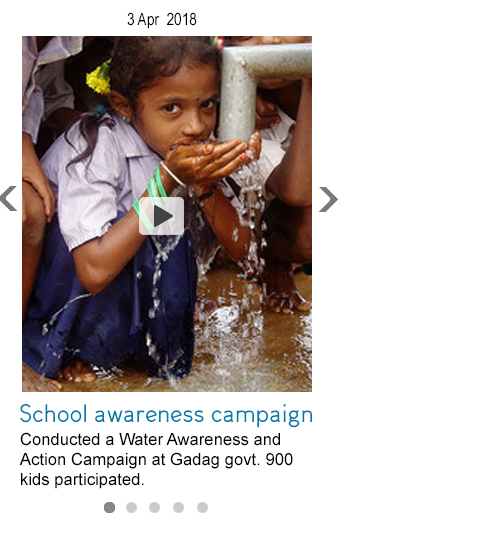 3 Apr 2018
School awareness campaign
Conducted a Water Awareness and
Action Campaign at Gadag govt. 900
kids participated.